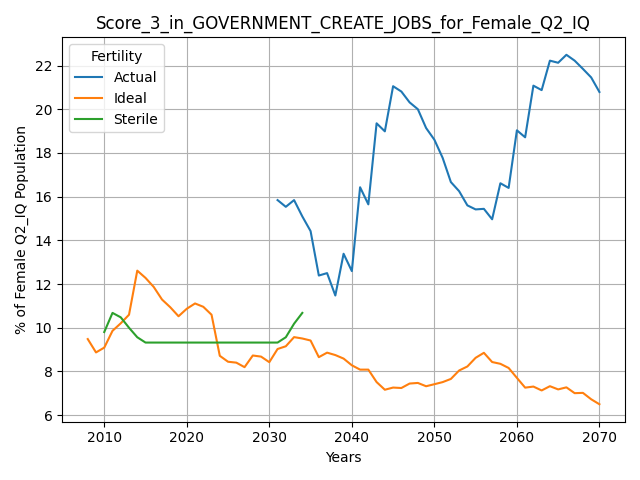 Score_3_in_GOVERNMENT_CREATE_JOBS_for_Female_Q2_IQ
Fertility
Actual
Ideal
Sterile
% of Female Q2_IQ Population
22
20
18
16
14
12
10
8
6
2010 2020 2030 2040 2050 2060 2070
Years